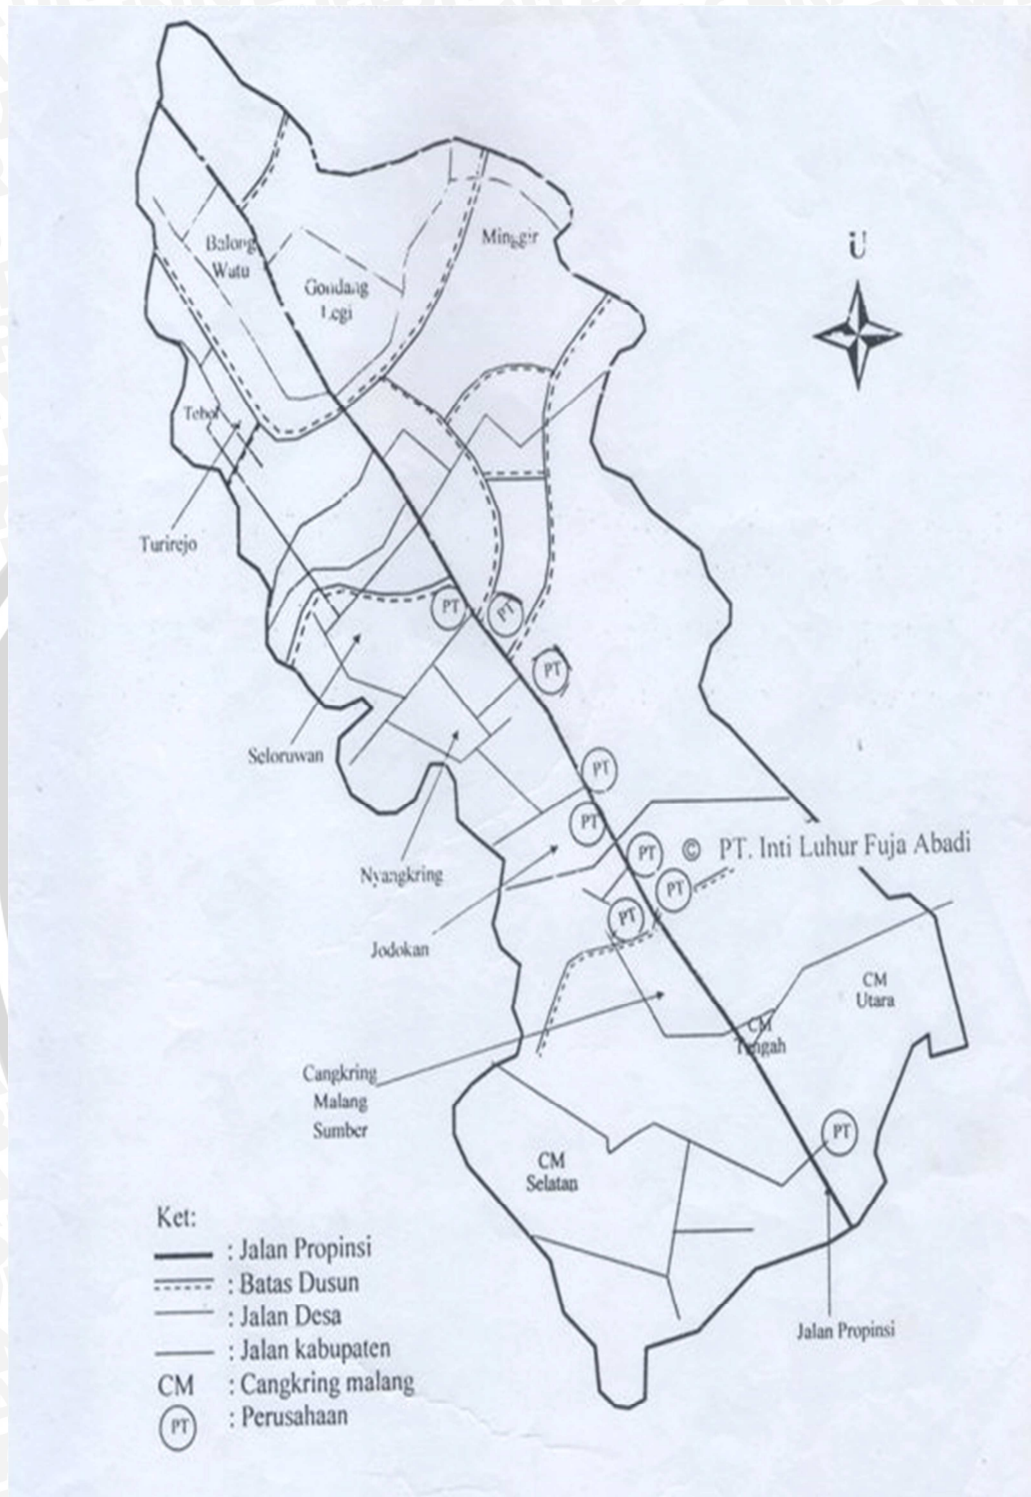 U
Balong
Watu
Minggir
Gondang
Legi
Tebol
Turirejo
PT
PT
PT
Seloruwan
PT
PT
PT
© PT. Inti Luhur Fuja Abadi
Nyangkring
PT
PT
Jodokan
CM
Utara
CM
Tengah
Cangkring
Malang
Sumber
PT
CM
Selatan
Ket:
: Jalan Propinsi
: Batas Dusun
: Jalan Desa
: Jalan kabupaten
CM : Cangkring malang
PT : Perusahaan
Jalan Propinsi